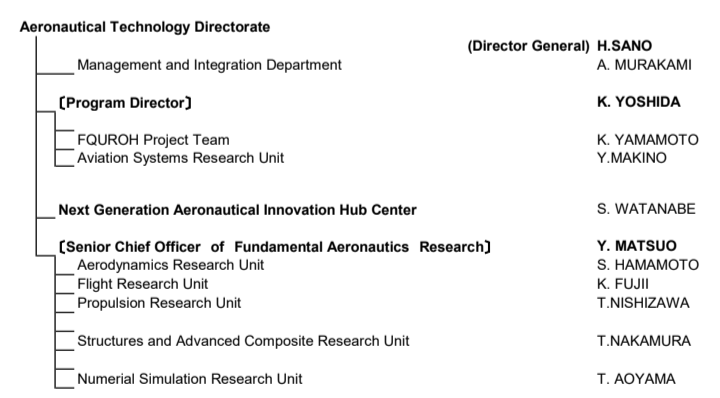 Aeronautical Technology Directorate
(Director General) H.SANO
Management and Integration Department A. MURAKAMI
〔Program Director〕 K. YOSHIDA
FQUROH Project Team K. YAMAMOTO
Aviation Systems Research Unit Y.MAKINO
Next Generation Aeronautical Innovation Hub Center S. WATANABE
〔Senior Chief Officer of Fundamental Aeronautics Research〕 Y. MATSUO
Aerodynamics Research Unit S. HAMAMOTO
Flight Research Unit K. FUJII
Propulsion Research Unit T.NISHIZAWA
Structures and Advanced Composite Research Unit T.NAKAMURA
Numerial Simulation Research Unit T. AOYAMA